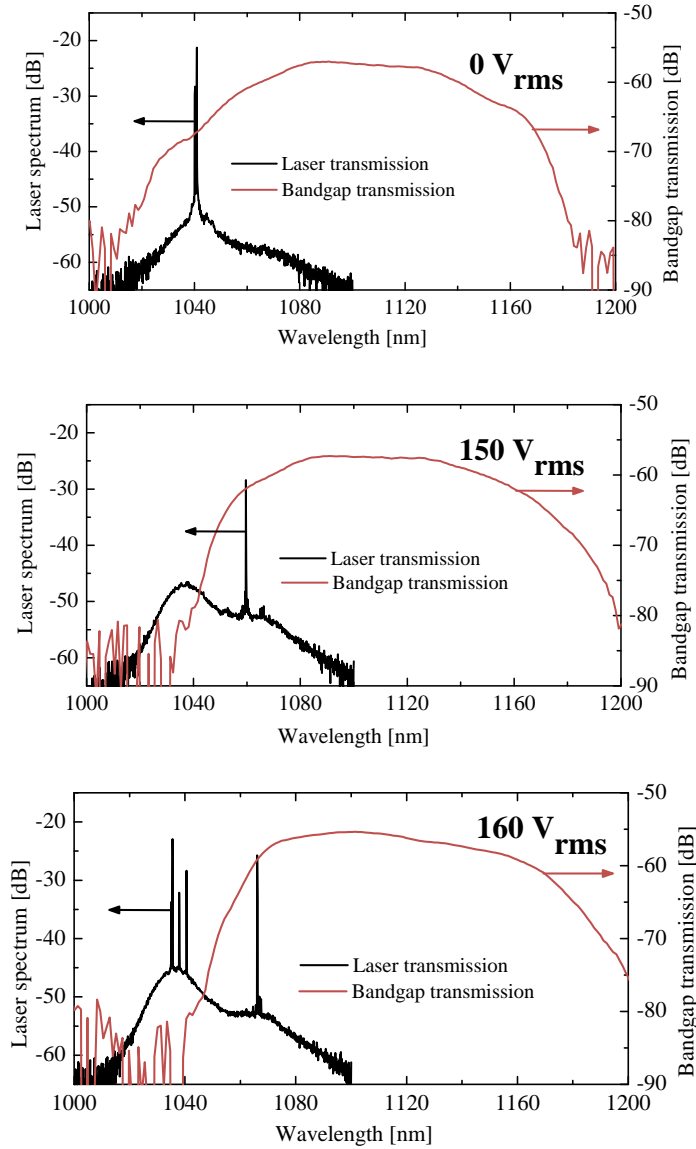 0 Vrms
Laser spectrum [dB]
-20
-30
-40
-50
-60
Laser transmission
Bandgap transmission
-50
-60
-70
-80
-90
Bandgap transmission [dB]
1000 1040 1080 1120 1160 1200
Wavelength [nm]
150 Vrms
Laser spectrum [dB]
-20
-30
-40
-50
-60
Laser transmission
Bandgap transmission
-50
-60
-70
-80
-90
Bandgap transmission [dB]
1000 1040 1080 1120 1160 1200
Wavelength [nm]
160 Vrms
Laser spectrum [dB]
-20
-30
-40
-50
-60
Laser transmission
Bandgap transmission
-50
-60
-70
-80
-90
Bandgap transmission [dB]
1000 1040 1080 1120 1160 1200
Wavelength [nm]